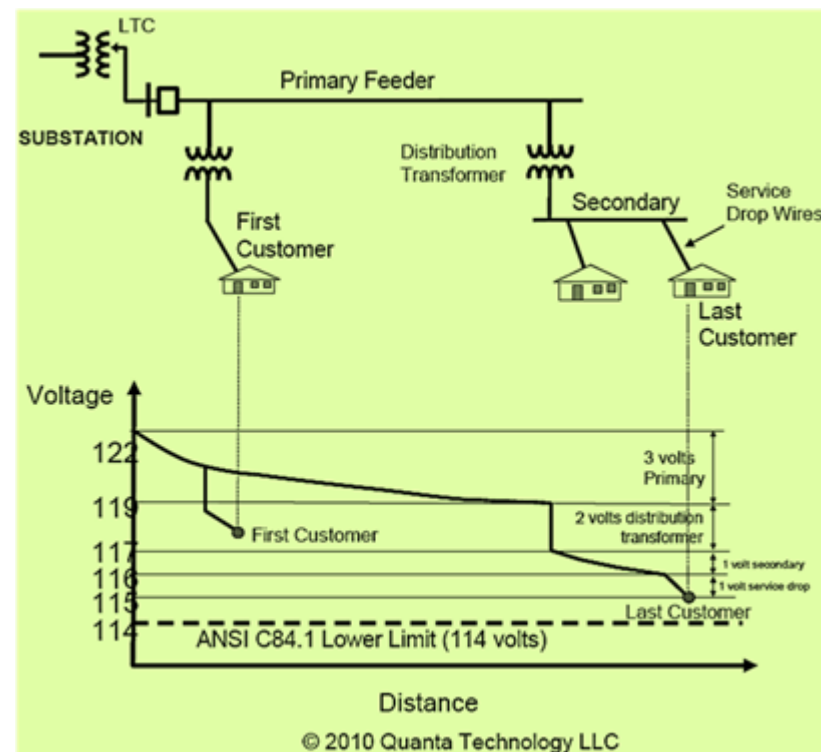 LTC
Primary Feeder
SUBSTATION
Distribution
Transformer
Secondary
Service
Drop Wires
First
Customer
Last
Customer
Voltage
122
3 volts
Primary
119
2 volts distribution
transformer
First Customer
117
1 volt secondary
116
1 volt service drop
115
Last Customer
114
ANSI C84.1 Lower Limit (114 volts)
Distance
© 2010 Quanta Technology LLC